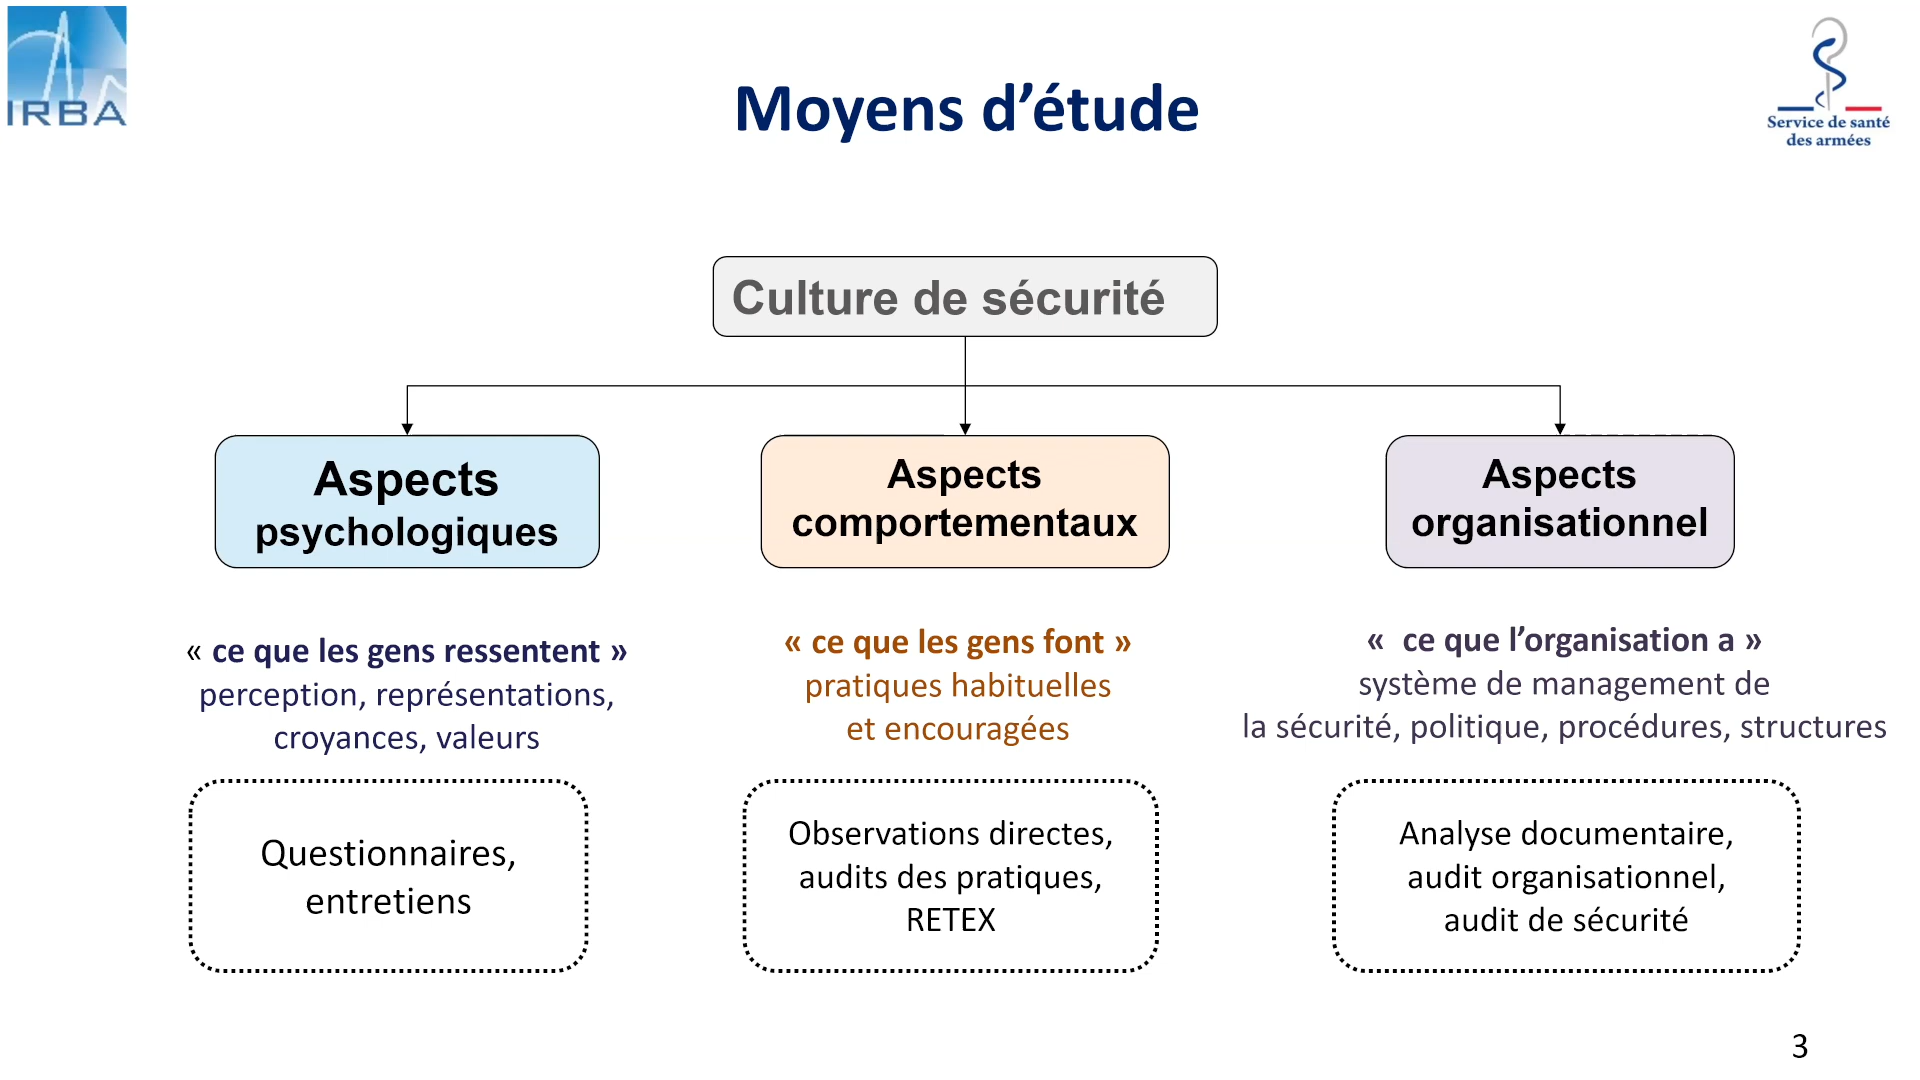 IRBA
Service de santé
des armées
Moyens d’étude
Culture de sécurité
Aspects
psychologiques
« ce que les gens ressentent »
perception, représentations,
croyances, valeurs
Questionnaires,
entretiens
Aspects
comportementaux
« ce que les gens font »
pratiques habituelles
et encouragées
Observations directes,
audits des pratiques,
RETEX
Aspects
organisationnel
«  ce que l’organisation a »
système de management de
la sécurité, politique, procédures, structures
Analyse documentaire,
audit organisationnel,
audit de sécurité
3